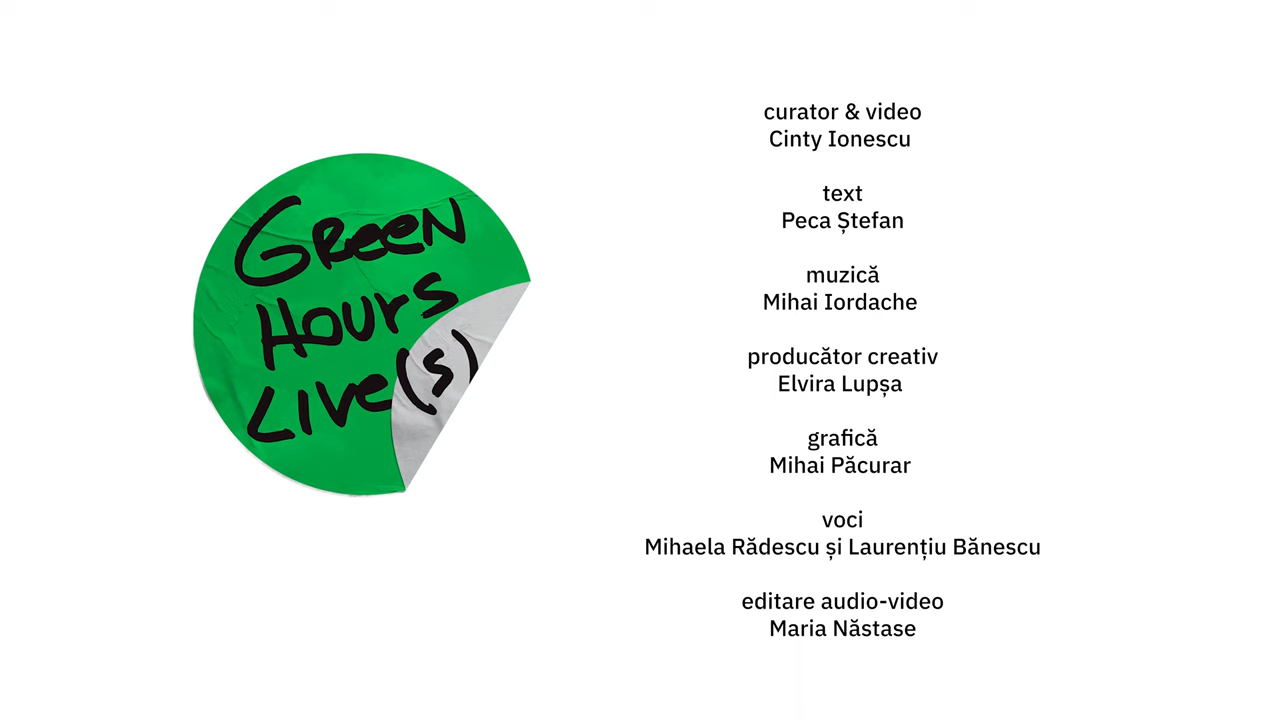 GReeN
HOURS
LIVe(s)
curator & video
Cinty Ionescu
text
Peca Ștefan
muzică
Mihai Iordache
producător creativ
Elvira Lupșa
grafică
Mihai Păcurar
voci
Mihaela Rădescu și Laurențiu Bănescu
editare audio-video
Maria Năstase